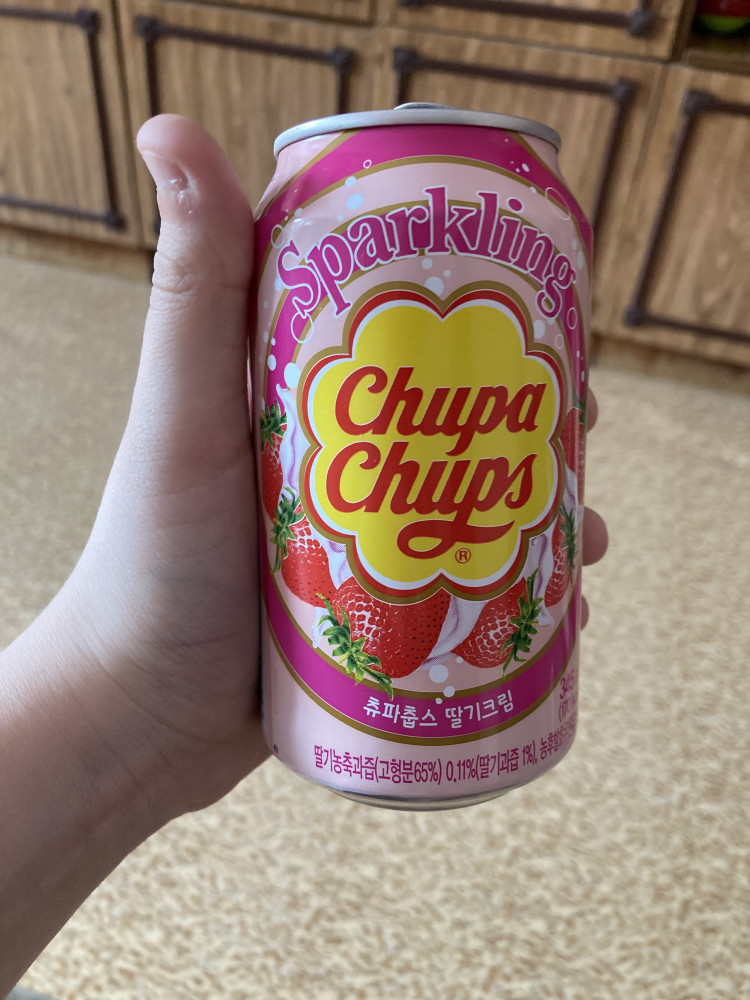 Sparkling
Chupa
Chups
®
츄파춥스 딸기크림
딸기농축과즙(고형분65%) 0.11%(딸기과즙 1%),